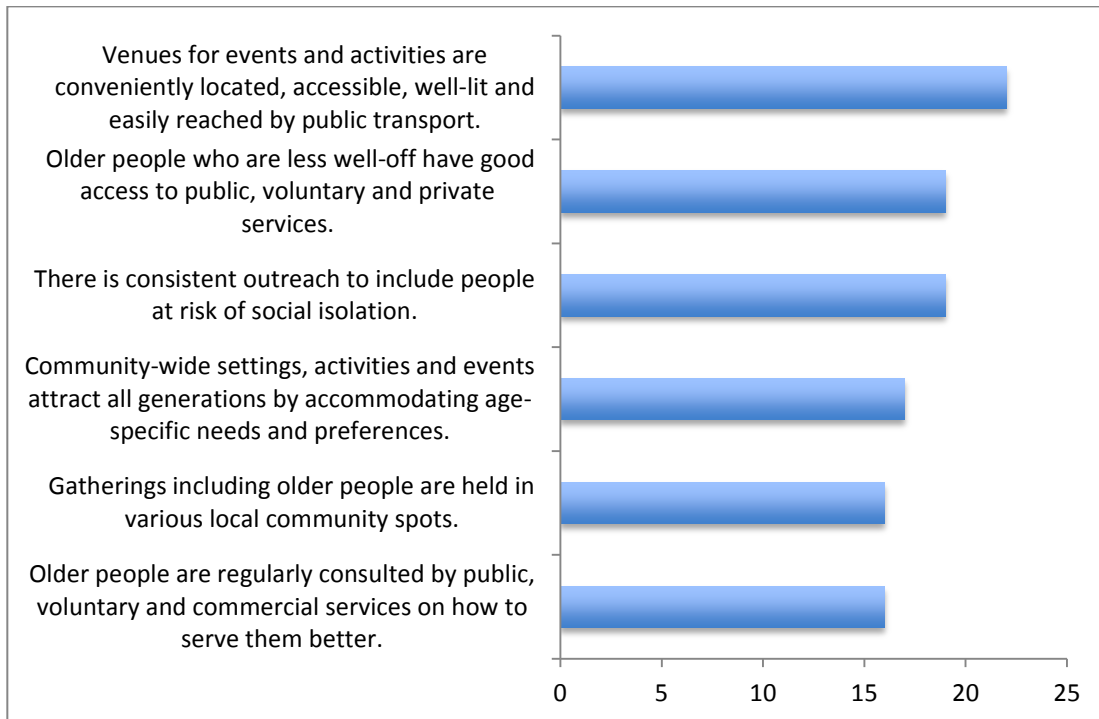 Venues for events and activities are
conveniently located, accessible, well-lit and
easily reached by public transport.
Older people who are less well-off have good
access to public, voluntary and private
services.
There is consistent outreach to include people
at risk of social isolation.
Community-wide settings, activities and events
attract all generations by accommodating age-
specific needs and preferences.
Gatherings including older people are held in
various local community spots.
Older people are regularly consulted by public,
voluntary and commercial services on how to
serve them better.
0 5 10 15 20 25